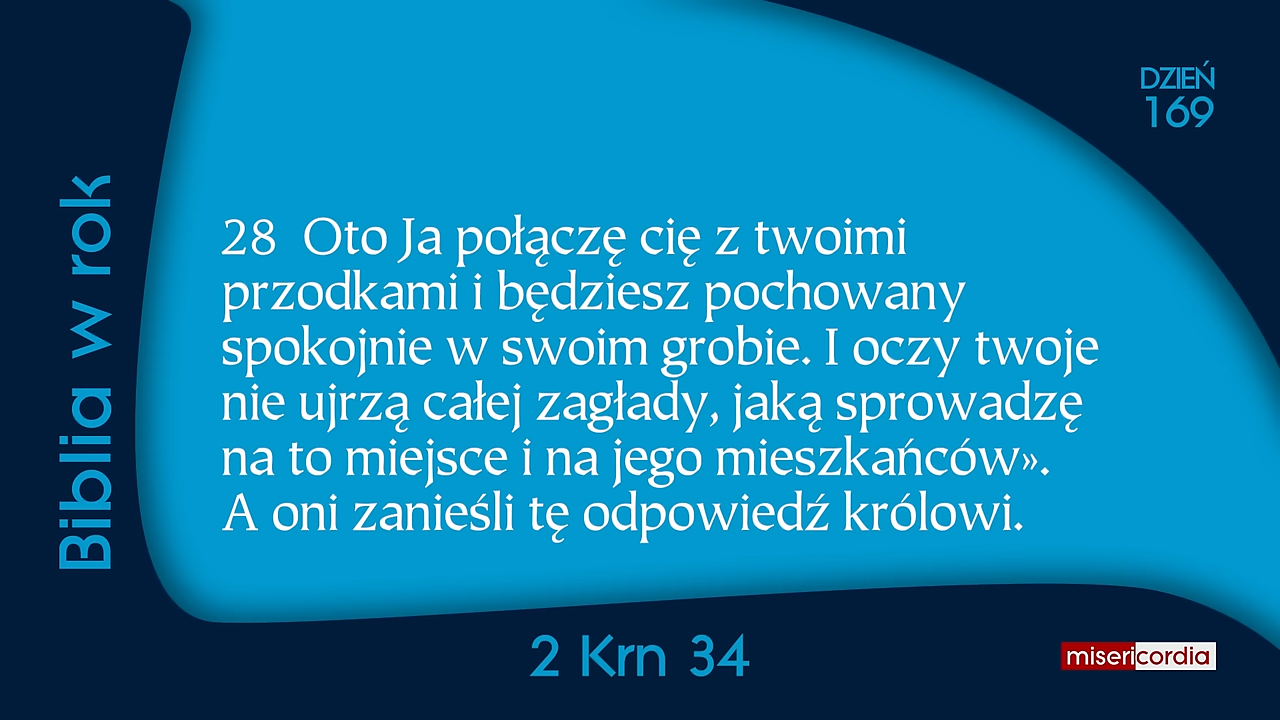 DZIEŃ
169
Biblia w rok
28 Oto Ja połączę cię z twoimi
przodkami i będziesz pochowany
spokojnie w swoim grobie. I oczy twoje
nie ujrzą całej zagłady, jaką sprowadzę
na to miejsce i na jego mieszkańców».
A oni zanieśli tę odpowiedź królowi.
2 Krn 34
misericordia